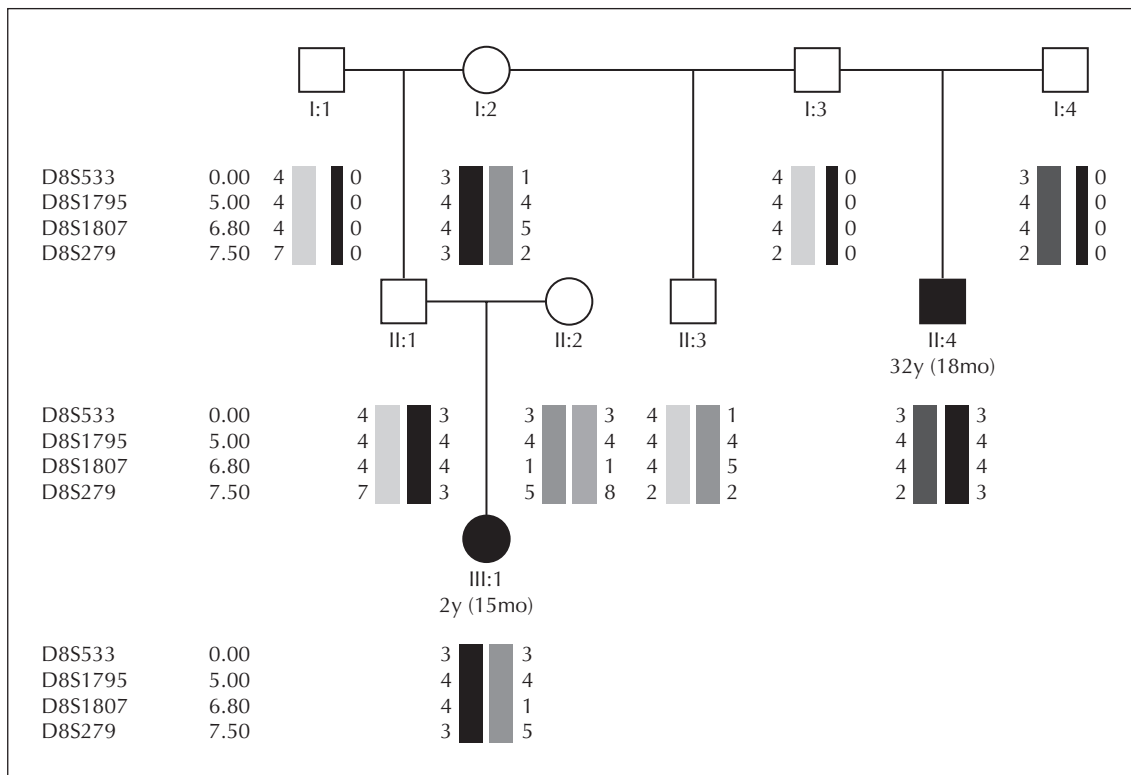 I:1 I:2 I:3 I:4
D8S533 0.00 4 0 3 1 4 0 3 0
D8S1795 5.00 4 0 4 4 4 0 4 0
D8S1807 6.80 4 0 4 5 4 0 4 0
D8S279 7.50 7 0 3 2 2 0 2 0
II:1 II:2 II:3 II:4
32y (18mo)
D8S533 0.00 4 3 3 3 4 1 3 3
D8S1795 5.00 4 4 4 4 4 4 4 4
D8S1807 6.80 4 4 1 1 4 5 4 4
D8S279 7.50 7 3 5 8 2 2 2 3
III:1
2y (15mo)
D8S533 0.00 3 3
D8S1795 5.00 4 4
D8S1807 6.80 4 1
D8S279 7.50 3 5